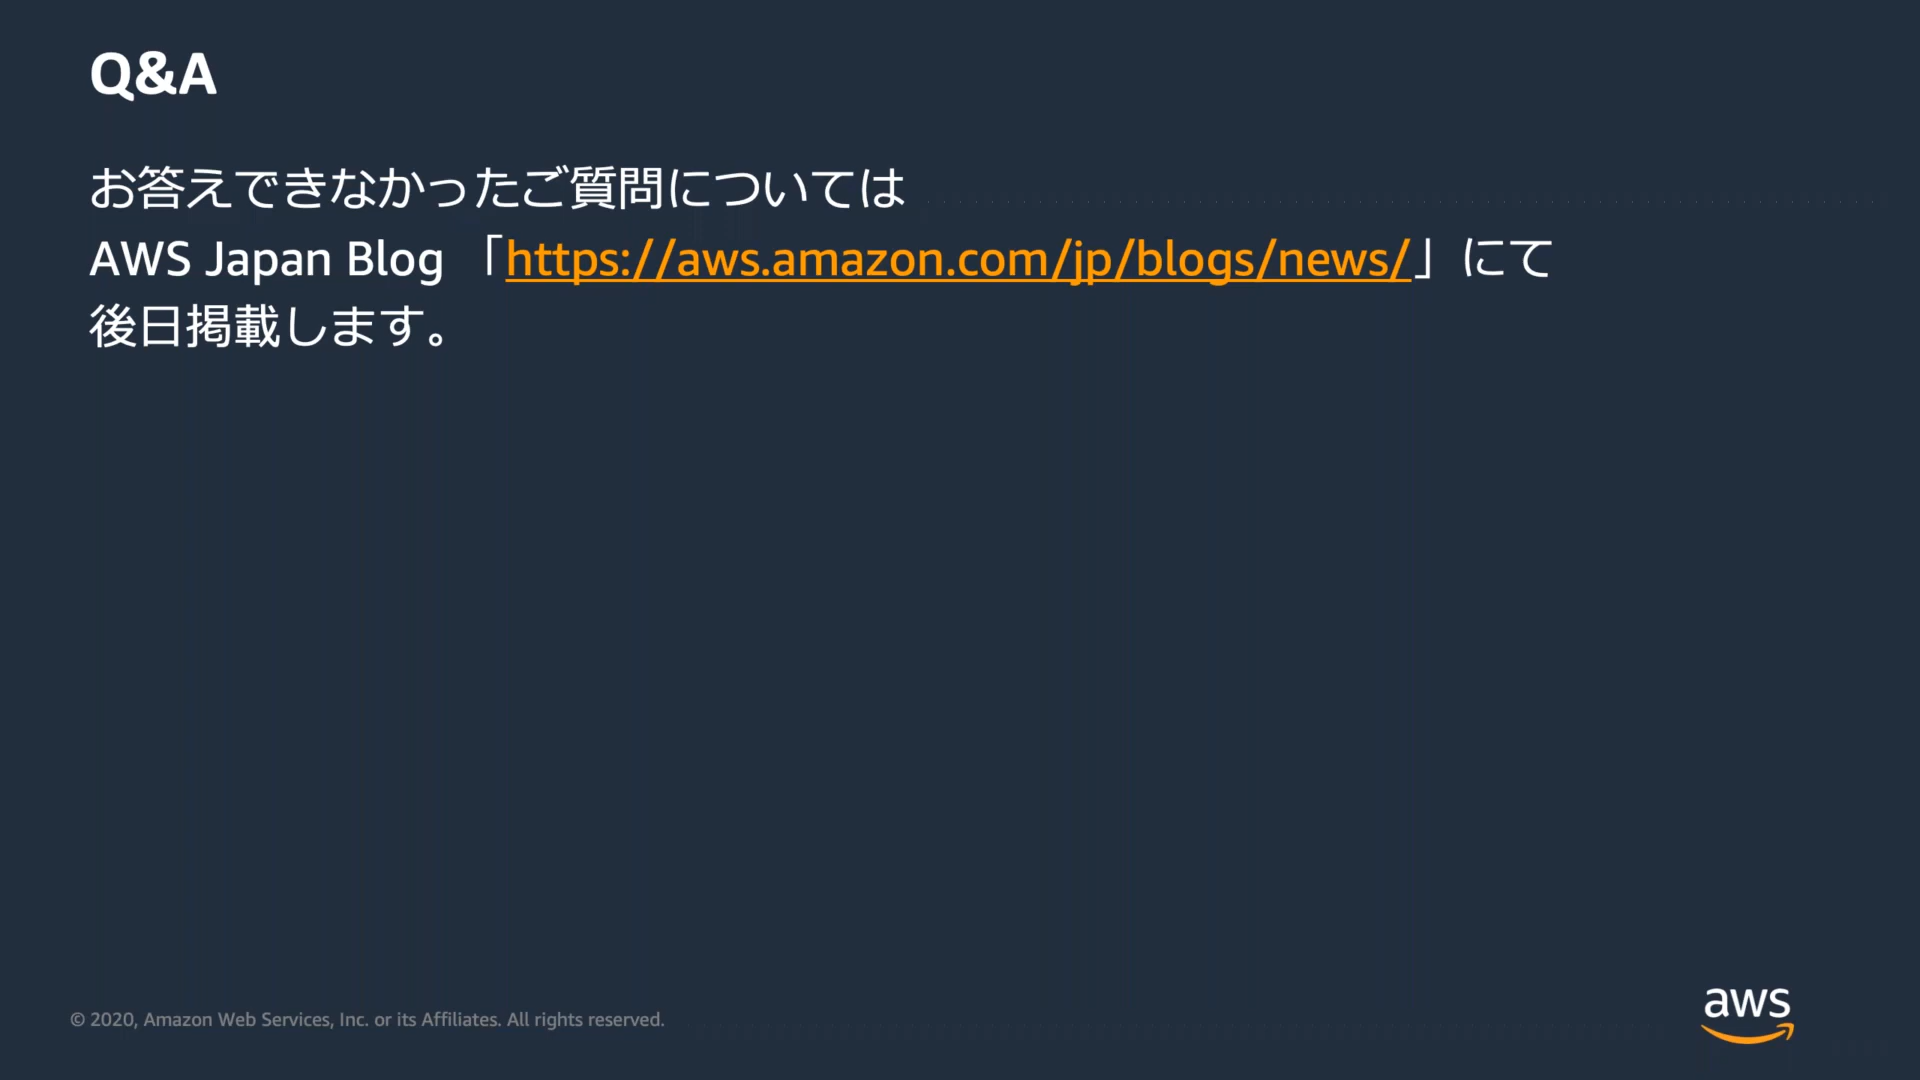 Q&A
お答えできなかったご質問については
AWS Japan Blog 「https://aws.amazon.com/jp/blogs/news/」にて
後日掲載します。
© 2020, Amazon Web Services, Inc. or its Affiliates. All rights reserved.
aws